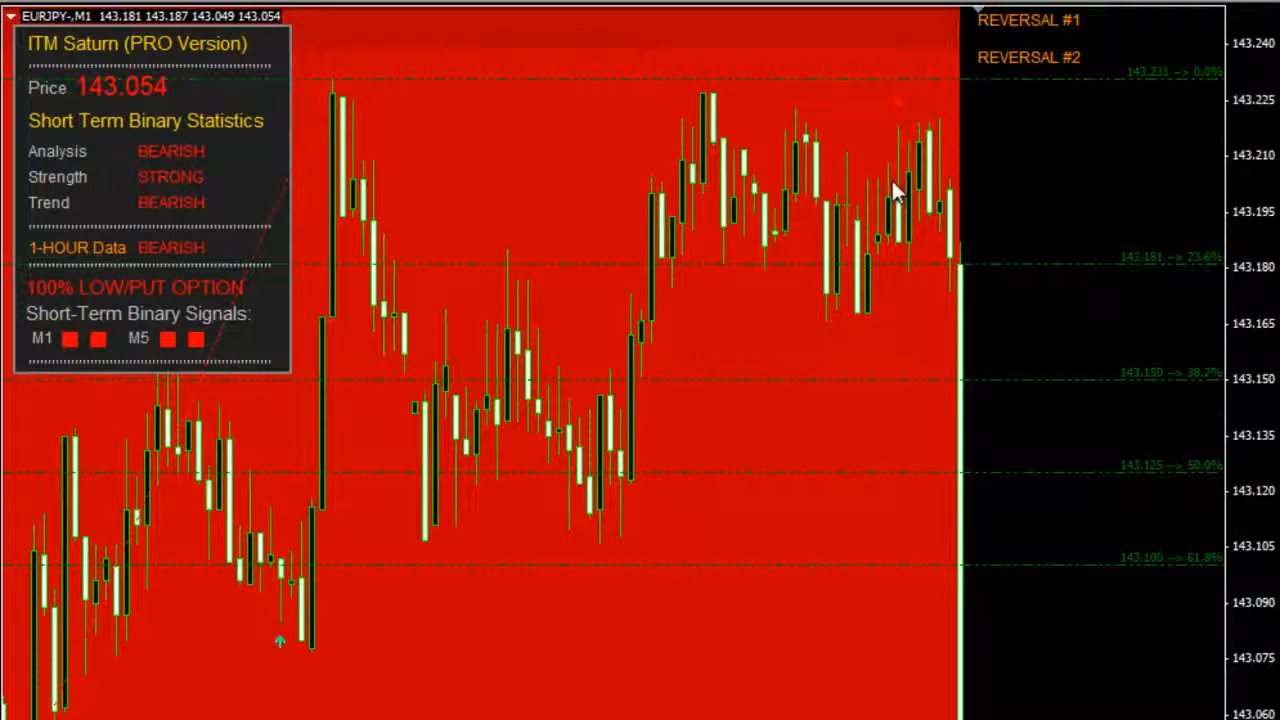 EURJPY-,M1 143.181 143.187 143.049 143.054
ITM Saturn (PRO Version)
Price 143.054
Short Term Binary Statistics
Analysis BEARISH
Strength STRONG
Trend BEARISH
1-HOUR Data BEARISH
100% LOW/PUT OPTION
Short-Term Binary Signals:
M1 M5
REVERSAL #1
REVERSAL #2
143.231 --> 0.0%
143.181 --> 23.6%
143.150 --> 38.2%
143.125 --> 50.0%
143.100 --> 61.8%
143.240
143.225
143.210
143.195
143.180
143.165
143.150
143.135
143.120
143.105
143.090
143.075
143.060